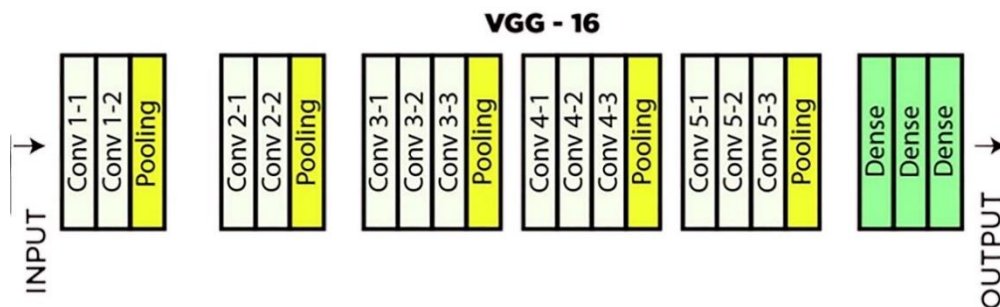 VGG - 16
INPUT
Conv 1-1
Conv 1-2
Pooling
Conv 2-1
Conv 2-2
Pooling
Conv 3-1
Conv 3-2
Conv 3-3
Pooling
Conv 4-1
Conv 4-2
Conv 4-3
Pooling
Conv 5-1
Conv 5-2
Conv 5-3
Pooling
Dense
Dense
Dense
OUTPUT